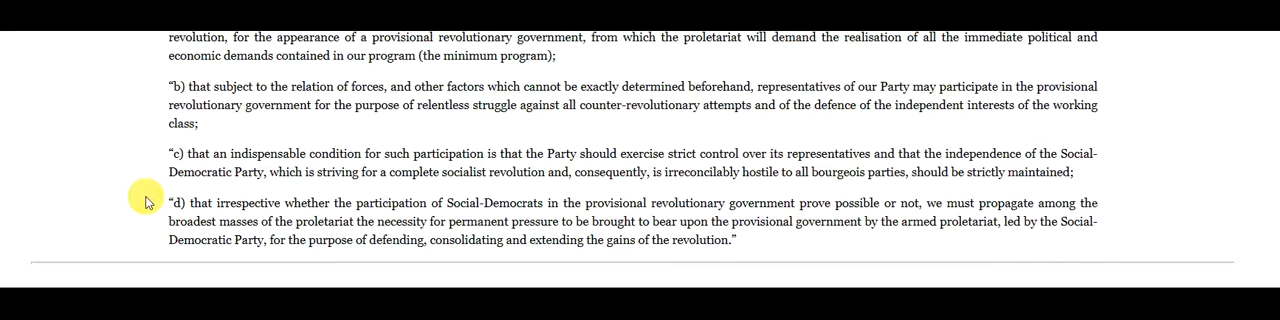 revolution, for the appearance of a provisional revolutionary government, from which the proletariat will demand the realisation of all the immediate political and
economic demands contained in our program (the minimum program);
“b) that subject to the relation of forces, and other factors which cannot be exactly determined beforehand, representatives of our Party may participate in the provisional
revolutionary government for the purpose of relentless struggle against all counter-revolutionary attempts and of the defence of the independent interests of the working
class;
“c) that an indispensable condition for such participation is that the Party should exercise strict control over its representatives and that the independence of the Social-
Democratic Party, which is striving for a complete socialist revolution and, consequently, is irreconcilably hostile to all bourgeois parties, should be strictly maintained;
“d) that irrespective whether the participation of Social-Democrats in the provisional revolutionary government prove possible or not, we must propagate among the
broadest masses of the proletariat the necessity for permanent pressure to be brought to bear upon the provisional government by the armed proletariat, led by the Social-
Democratic Party, for the purpose of defending, consolidating and extending the gains of the revolution.”